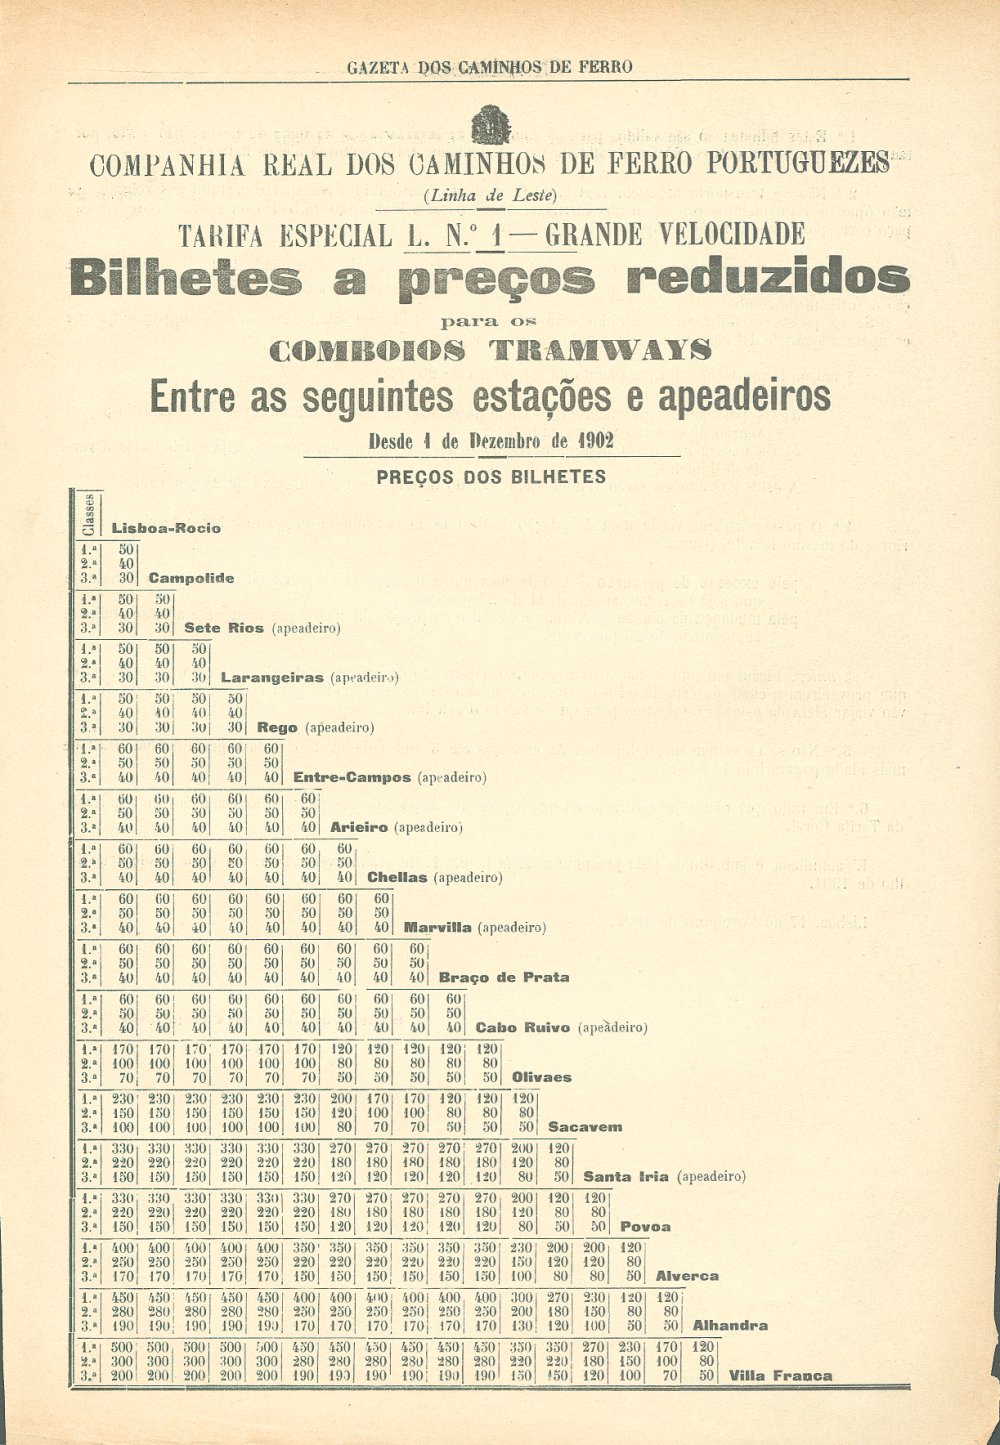 GAZETA DOS CAMINHOS DE FERRO
COMPANHIA REAL DOS CAMINHOS DE FERRO PORTUGUEZES
(Linha de Leste)
TARIFA ESPECIAL L. N.º 1 — GRANDE VELOCIDADE
Bilhetes a preços reduzidos
para os
COMBOIOS TRAMWAYS
Entre as seguintes estações e apeadeiros
Desde 1 de Dezembro de 1902
PREÇOS DOS BILHETES
Classes
Lisboa-Rocio
1.ª 50
2.ª 40
3.ª 30 Campolide
1.ª 50 50
2.ª 40 40
3.ª 30 30 Sete Rios (apeadeiro)
1.ª 50 50 50
2.ª 40 40 40
3.ª 30 30 30 Larangeiras (apeadeiro)
1.ª 50 50 50 50
2.ª 40 40 40 40
3.ª 30 30 30 30 Rego (apeadeiro)
1.ª 60 60 60 60 60
2.ª 50 50 50 50 50
3.ª 40 40 40 40 40 Entre-Campos (apeadeiro)
1.ª 60 60 60 60 60 60
2.ª 50 50 50 50 50 50
3.ª 40 40 40 40 40 40 Arieiro (apeadeiro)
1.ª 60 60 60 60 60 60 60
2.ª 50 50 50 50 50 50 50
3.ª 40 40 40 40 40 40 40 Chellas (apeadeiro)
1.ª 60 60 60 60 60 60 60 60
2.ª 50 50 50 50 50 50 50 50
3.ª 40 40 40 40 40 40 40 40 Marvilla (apeadeiro)
1.ª 60 60 60 60 60 60 60 60 60
2.ª 50 50 50 50 50 50 50 50 50
3.ª 40 40 40 40 40 40 40 40 40 Braço de Prata
1.ª 60 60 60 60 60 60 60 60 60 60
2.ª 50 50 50 50 50 50 50 50 50 50
3.ª 40 40 40 40 40 40 40 40 40 40 Cabo Ruivo (apeadeiro)
1.ª 170 170 170 170 170 170 120 120 120 120 120
2.ª 100 100 100 100 100 100 80 80 80 80 80
3.ª 70 70 70 70 70 70 50 50 50 50 50 Olivaes
1.ª 230 230 230 230 230 230 200 170 170 120 120 120
2.ª 150 150 150 150 150 150 120 100 100 80 80 80
3.ª 100 100 100 100 100 100 80 70 70 50 50 50 Sacavem
1.ª 330 330 330 330 330 330 270 270 270 270 270 200 120
2.ª 220 220 220 220 220 220 180 180 180 180 180 120 80
3.ª 150 150 150 150 150 150 120 120 120 120 120 80 50 Santa Iria (apeadeiro)
1.ª 330 330 330 330 330 330 270 270 270 270 270 200 120 120
2.ª 220 220 220 220 220 220 180 180 180 180 180 120 80 80
3.ª 150 150 150 150 150 150 120 120 120 120 120 80 50 50 Povoa
1.ª 400 400 400 400 400 350 350 350 350 350 350 230 200 200 120
2.ª 250 250 250 250 250 220 220 220 220 220 220 150 120 120 80
3.ª 170 170 170 170 170 150 150 150 150 150 150 100 80 80 50 Alverca
1.ª 450 450 450 450 450 400 400 400 400 400 400 300 270 230 120 120
2.ª 280 280 280 280 280 250 250 250 250 250 250 200 180 150 80 80
3.ª 190 190 190 190 190 170 170 170 170 170 170 130 120 100 50 50 Alhandra
1.ª 500 500 500 500 500 450 450 450 450 450 450 350 350 270 230 170 120
2.ª 300 300 300 300 300 280 280 280 280 280 280 220 220 180 150 100 80
3.ª 200 200 200 200 200 190 190 190 190 190 190 150 150 120 100 70 50 Villa Franca